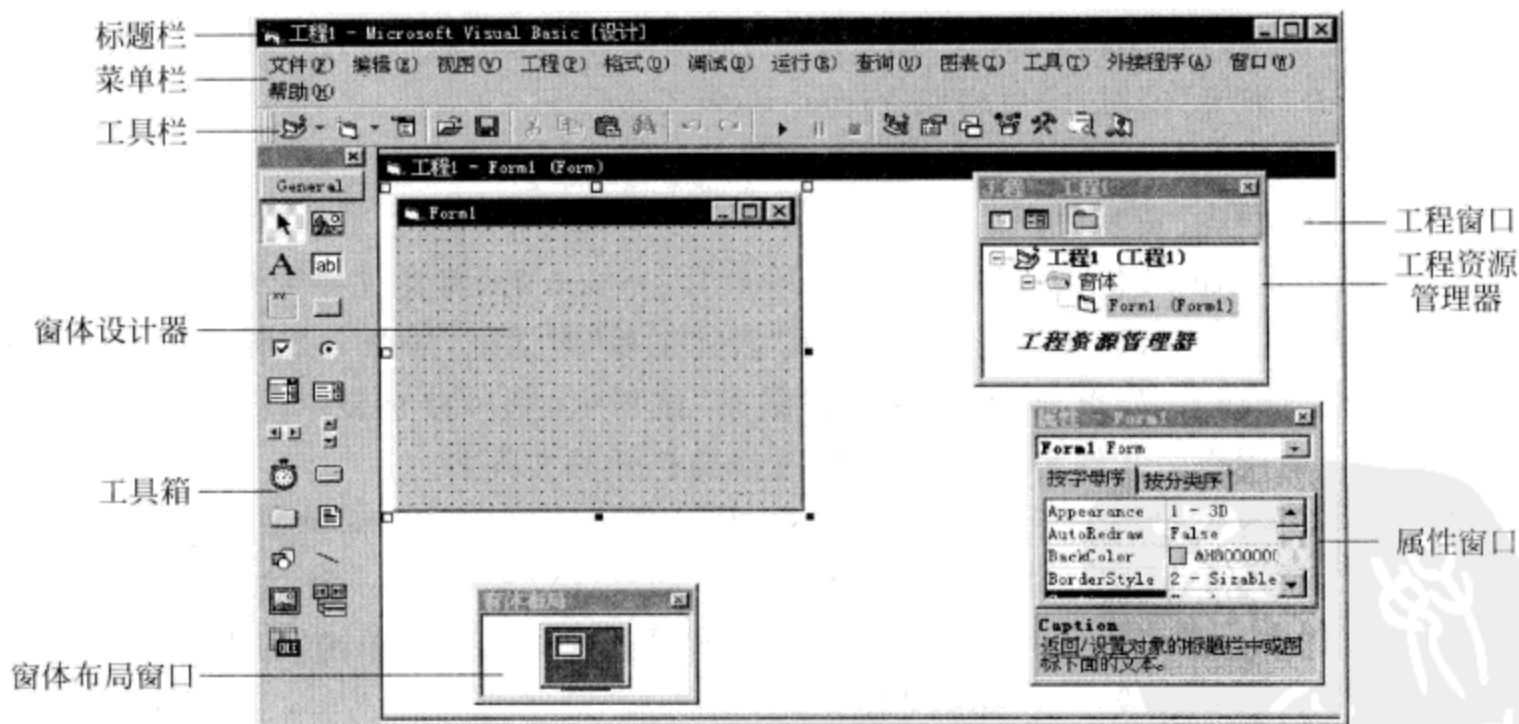 标题栏
菜单栏
工具栏
窗体设计器
工具箱
窗体布局窗口
工程1 - Microsoft Visual Basic [设计]
文件(F) 编辑(E) 视图(V) 工程(P) 格式(O) 调试(D) 运行(R) 查询(U) 图表(I) 工具(T) 外接程序(A) 窗口(W)
帮助(H)
General
A
ab
XY
OLE
工程1 - Form1 (Form)
Form1
窗体布局
工程 - 工程1
工程1 (工程1)
窗体
Form1 (Form1)
工程资源管理器
属性 - Form1
Form1 Form
按字母序 按分类序
Appearance 1 - 3D
AutoRedraw False
BackColor &H8000000
BorderStyle 2 - Sizable
Caption
返回/设置对象的标题栏中或图
标下面的文本。
工程窗口
工程资源
管理器
属性窗口